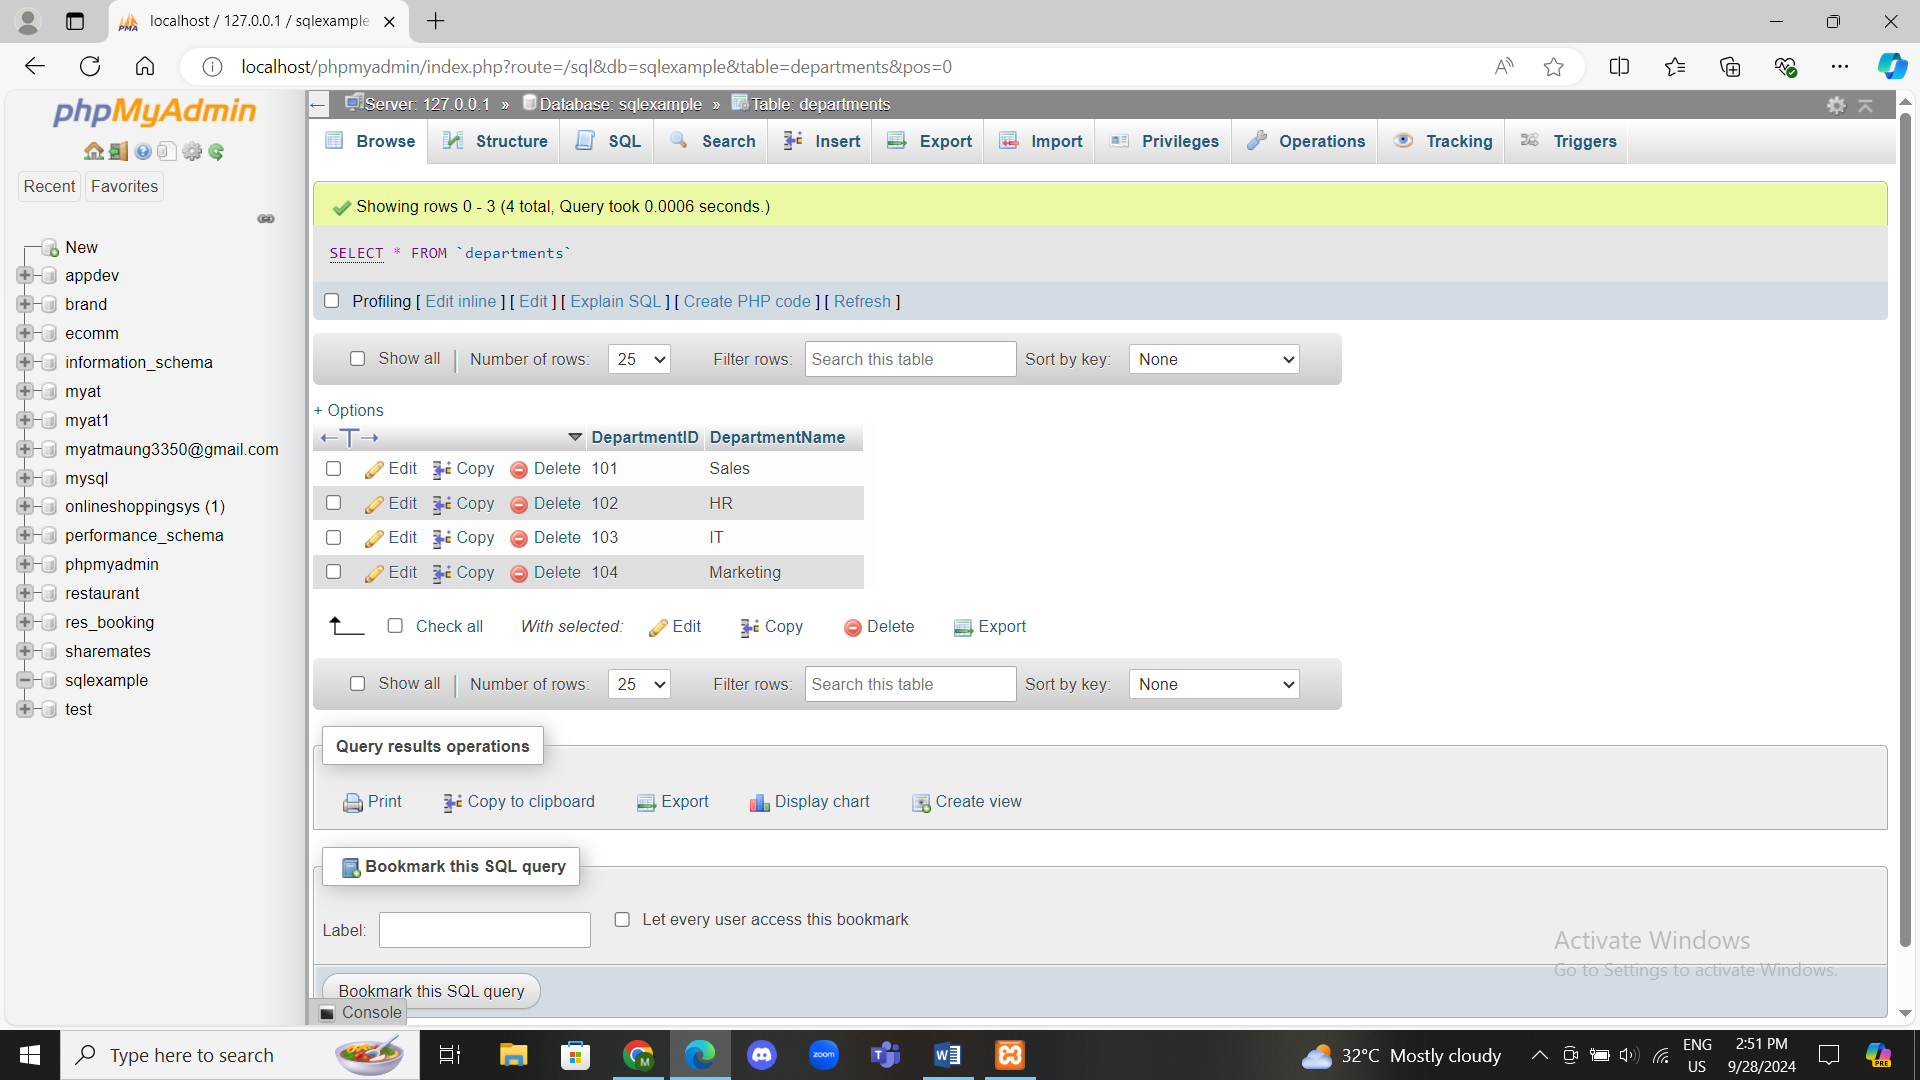 localhost / 127.0.0.1 / sqlexample
localhost/phpmyadmin/index.php?route=/sql&db=sqlexample&table=departments&pos=0
phpMyAdmin
Recent Favorites
New
appdev
brand
ecomm
information_schema
myat
myat1
myatmaung3350@gmail.com
mysql
onlineshoppingsys (1)
performance_schema
phpmyadmin
restaurant
res_booking
sharemates
sqlexample
test
Server: 127.0.0.1 » Database: sqlexample » Table: departments
Browse Structure SQL Search Insert Export Import Privileges Operations Tracking Triggers
Showing rows 0 - 3 (4 total, Query took 0.0006 seconds.)
SELECT * FROM `departments`
Profiling [ Edit inline ] [ Edit ] [ Explain SQL ] [ Create PHP code ] [ Refresh ]
Show all | Number of rows: 25 Filter rows: Search this table Sort by key: None
+ Options
←T→ DepartmentID DepartmentName
Edit Copy Delete 101 Sales
Edit Copy Delete 102 HR
Edit Copy Delete 103 IT
Edit Copy Delete 104 Marketing
Check all With selected: Edit Copy Delete Export
Show all | Number of rows: 25 Filter rows: Search this table Sort by key: None
Query results operations
Print Copy to clipboard Export Display chart Create view
Bookmark this SQL query
Label: Let every user access this bookmark
Bookmark this SQL query
Console
Activate Windows
Go to Settings to activate Windows.
Type here to search
zoom
32°C Mostly cloudy
ENG
US
2:51 PM
9/28/2024
PRE